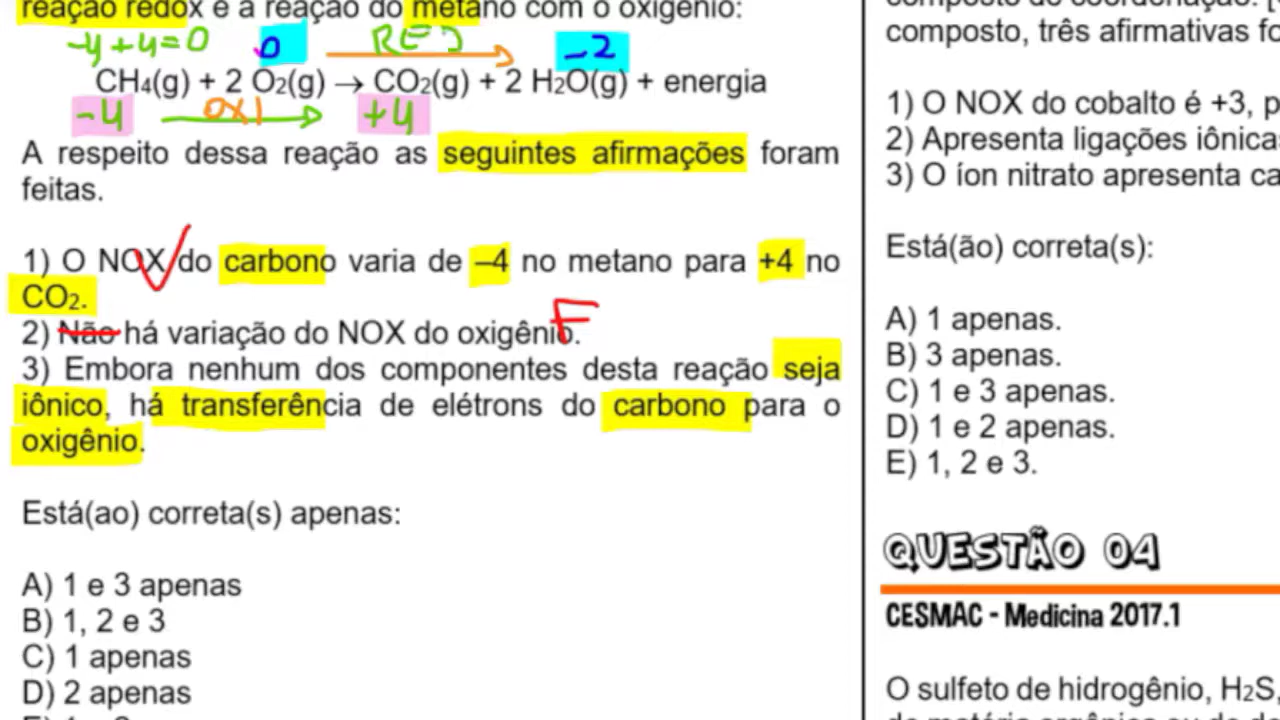 reação redox é a reação do metano com o oxigênio:
-4+4=0 0 RED -2
CH4(g) + 2 O2(g) → CO2(g) + 2 H2O(g) + energia
-4 OXI +4
A respeito dessa reação as seguintes afirmações foram
feitas.
1) O NOX do carbono varia de –4 no metano para +4 no
CO2.
2) Não há variação do NOX do oxigênio. F
3) Embora nenhum dos componentes desta reação seja
iônico, há transferência de elétrons do carbono para o
oxigênio.
Está(ao) correta(s) apenas:
A) 1 e 3 apenas
B) 1, 2 e 3
C) 1 apenas
D) 2 apenas
composto de coordenação.
composto, três afirmativas
1) O NOX do cobalto é +3,
2) Apresenta ligações
3) O íon nitrato apresenta
Está(ão) correta(s):
A) 1 apenas.
B) 3 apenas.
C) 1 e 3 apenas.
D) 1 e 2 apenas.
E) 1, 2 e 3.
QUESTÃO 04
CESMAC - Medicina 2017.1
O sulfeto de hidrogênio, H2S,